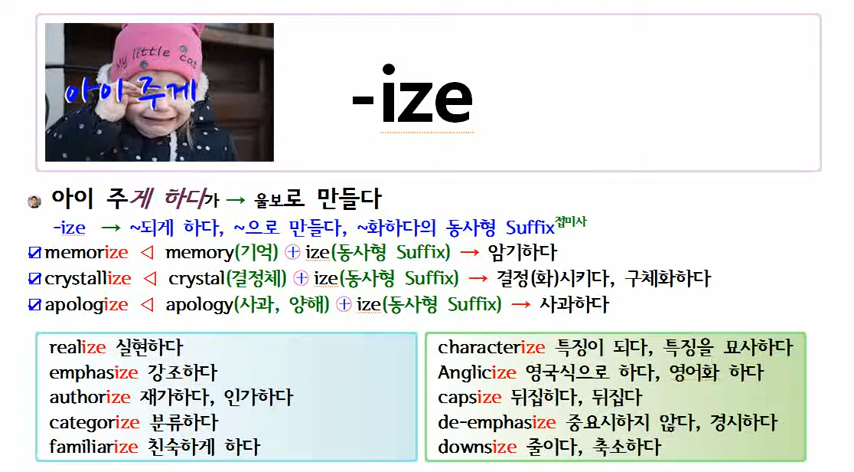 My little cat
아이 주게
-ize
아이 주게 하다가 → 울보로 만들다
-ize → ~되게 하다, ~으로 만들다, ~화하다의 동사형 Suffix접미사
☑ memorize ◁ memory(기억) ⊕ ize(동사형 Suffix) → 암기하다
☑ crystallize ◁ crystal(결정체) ⊕ ize(동사형 Suffix) → 결정(화)시키다, 구체화하다
☑ apologize ◁ apology(사과, 양해) ⊕ ize(동사형 Suffix) → 사과하다
realize 실현하다
emphasize 강조하다
authorize 재가하다, 인가하다
categorize 분류하다
familiarize 친숙하게 하다
characterize 특징이 되다, 특징을 묘사하다
Anglicize 영국식으로 하다, 영어화 하다
capsize 뒤집히다, 뒤집다
de-emphasize 중요시하지 않다, 경시하다
downsize 줄이다, 축소하다